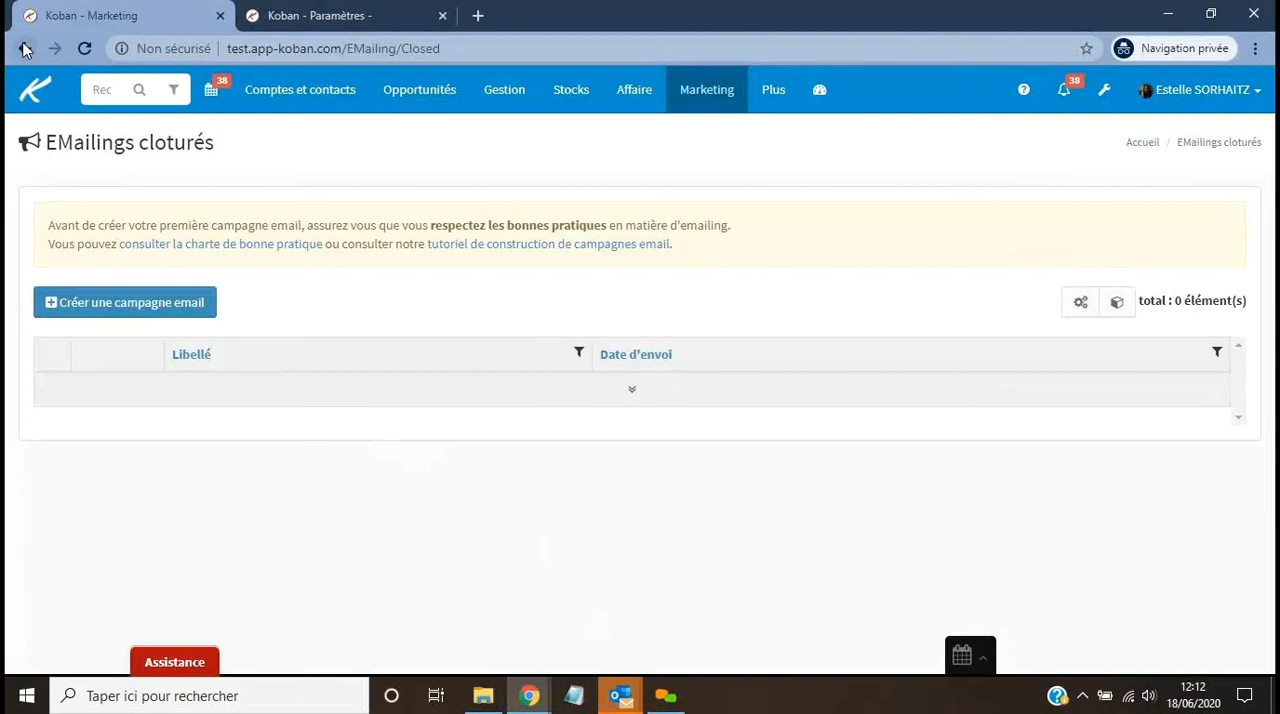 Koban - Marketing
Koban - Paramètres -
Non sécurisé
test.app-koban.com/EMailing/Closed
Navigation privée
Rec
38
Comptes et contacts
Opportunités
Gestion
Stocks
Affaire
Marketing
Plus
38
Estelle SORHAITZ
EMailings cloturés
Accueil / EMailings cloturés
Avant de créer votre première campagne email, assurez vous que vous respectez les bonnes pratiques en matière d'emailing.
Vous pouvez consulter la charte de bonne pratique ou consulter notre tutoriel de construction de campagnes email.
Créer une campagne email
total : 0 élément(s)
Libellé
Date d'envoi
Assistance
Taper ici pour rechercher
12:12
18/06/2020